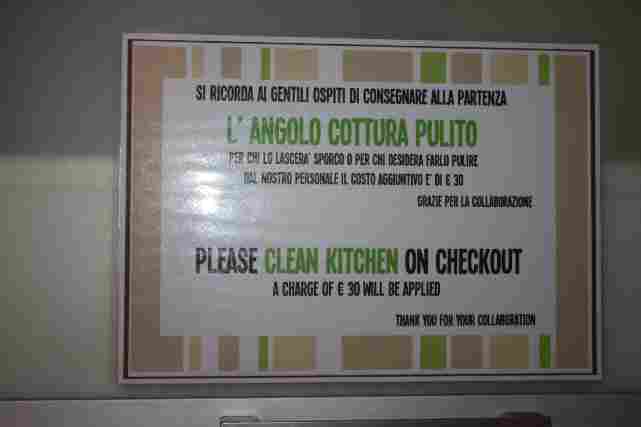 SI RICORDA AI GENTILI OSPITI DI CONSEGNARE ALLA PARTENZA
L' ANGOLO COTTURA PULITO
PER CHI LO LASCERA' SPORCO O PER CHI DESIDERA FARLO PULIRE
DAL NOSTRO PERSONALE IL COSTO AGGIUNTIVO E' DI € 30
GRAZIE PER LA COLLABORAZIONE
PLEASE CLEAN KITCHEN ON CHECKOUT
A CHARGE OF € 30 WILL BE APPLIED
THANK YOU FOR YOUR COLLABORATION